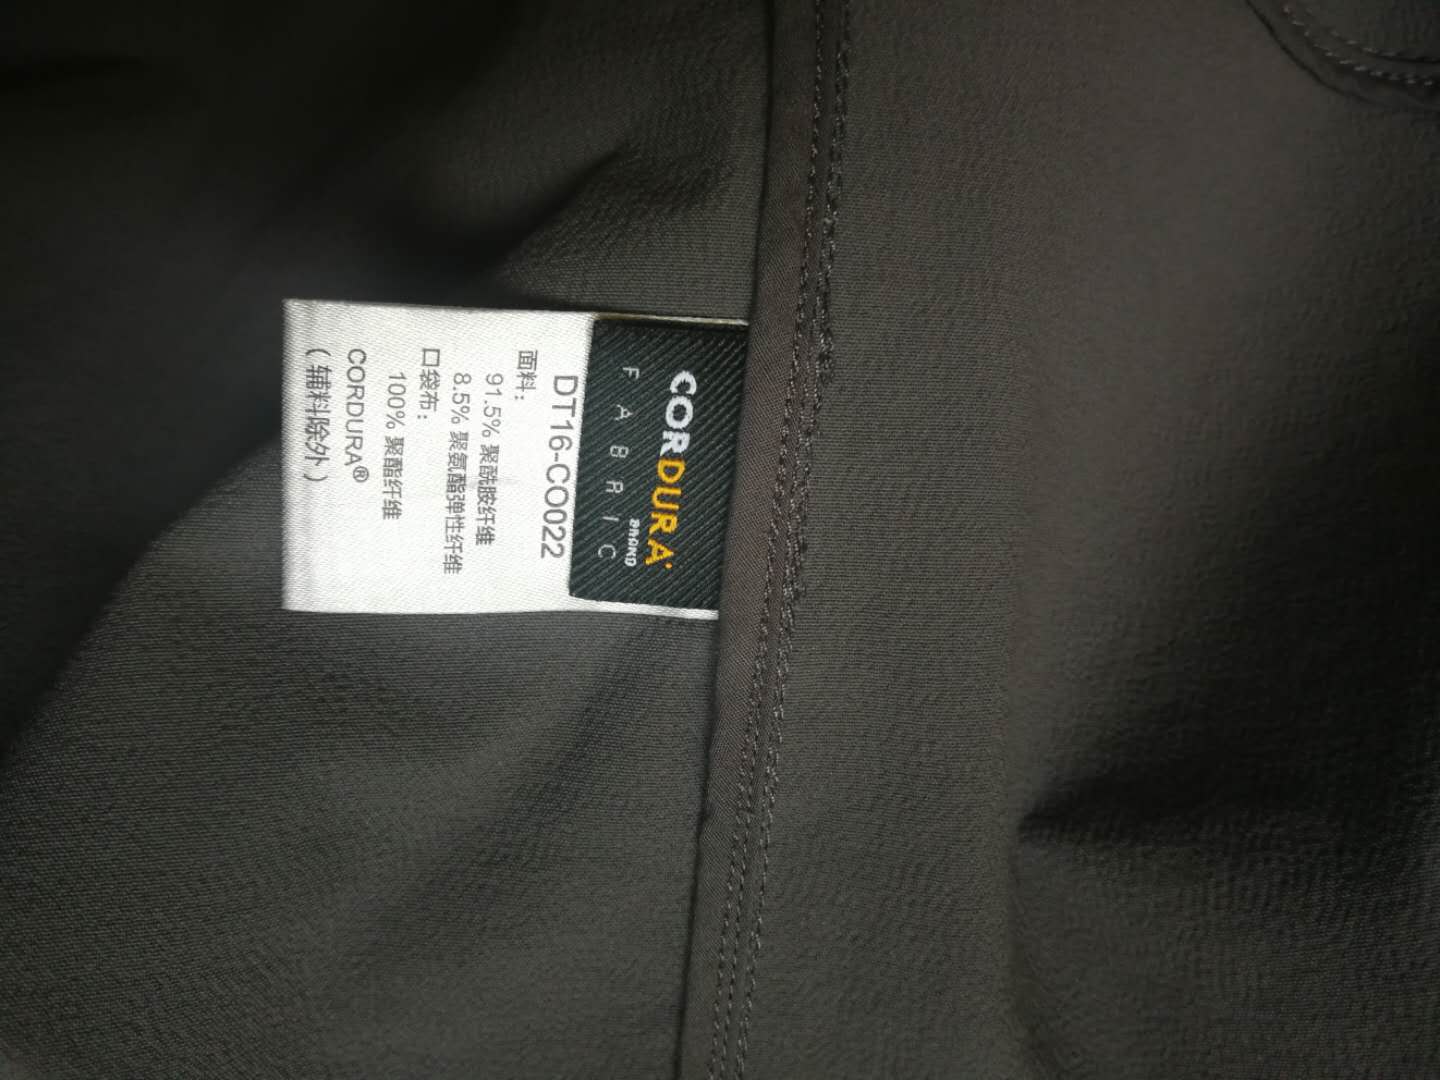 CORDURA
BRAND
FABRIC
DT16-CO022
面料：
91.5% 聚酰胺纤维
8.5% 聚氨酯弹性纤维
口袋布：
100% 聚酯纤维
CORDURA®
（辅料除外）